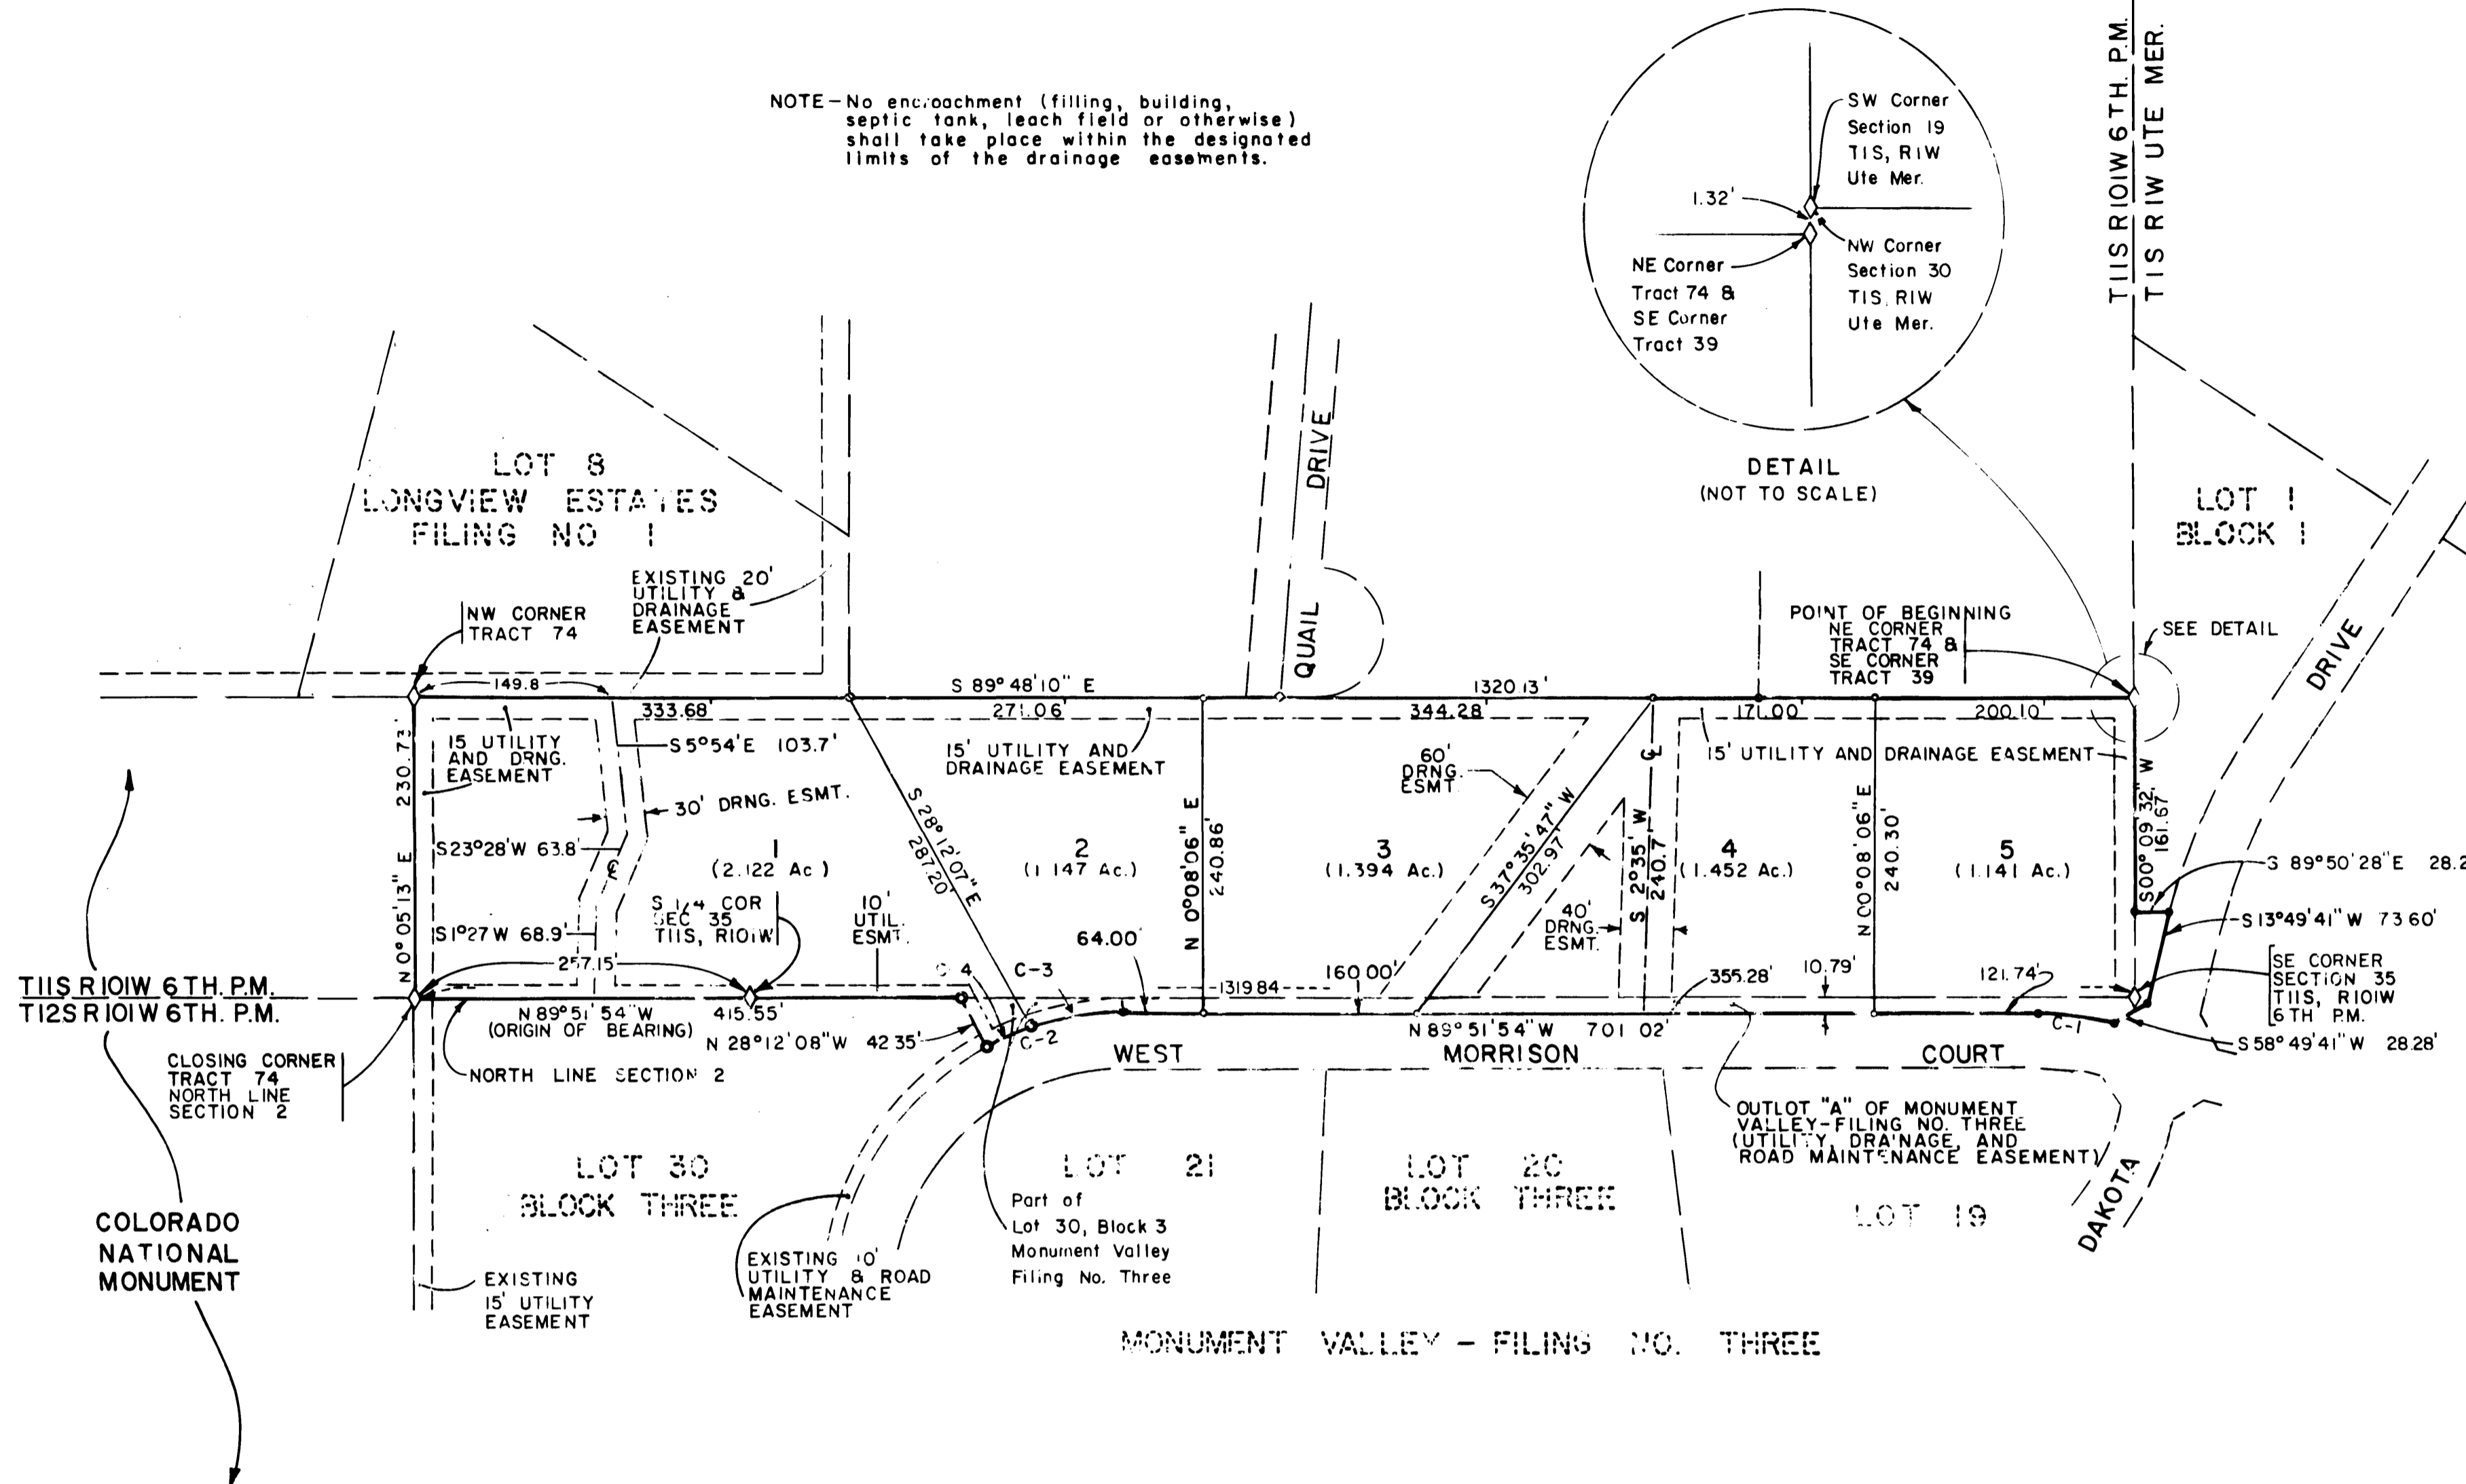 NOTE – No encroachment (filling, building,
septic tank, leach field or otherwise)
shall take place within the designated
limits of the drainage easements.
SW Corner
Section 19
T1S, R1W
Ute Mer.
1.32'
NW Corner
Section 30
T1S, R1W
Ute Mer.
NE Corner
Tract 74 &
SE Corner
Tract 39
DETAIL
(NOT TO SCALE)
T11S R101W 6TH. P.M.
T1S R1W UTE MER.
LOT 8
LONGVIEW ESTATES
FILING NO 1
QUAIL DRIVE
LOT 1
BLOCK 1
DRIVE
NW CORNER
TRACT 74
EXISTING 20'
UTILITY &
DRAINAGE
EASEMENT
POINT OF BEGINNING
NE CORNER
TRACT 74 &
SE CORNER
TRACT 39
SEE DETAIL
149.8
S 89° 48' 10" E
1320.13'
333.68'
271.06'
344.28'
171.00'
200.10'
230.73'
N 0° 05' 13" E
15 UTILITY
AND DRNG.
EASEMENT
S 5° 54' E 103.7'
30' DRNG. ESMT.
S 23° 28' W 63.8'
S 1° 27 W 68.9'
℄
1
(2.122 Ac.)
S 28° 12' 07" E
287.20'
15' UTILITY AND
DRAINAGE EASEMENT
2
(1.147 Ac.)
N 0° 08' 06" E
240.86'
60'
DRNG.
ESMT.
3
(1.394 Ac.)
S 37° 35' 47" W
302.97'
℄
S 2° 35' W
240.7'
40'
DRNG.
ESMT.
15' UTILITY AND DRAINAGE EASEMENT
4
(1.452 Ac.)
N 00° 08' 06" E
240.30'
5
(1.141 Ac.)
S 00° 09' 32" W
161.67
S 89° 50' 28" E 28.2
S 13° 49' 41" W 73.60'
SE CORNER
SECTION 35
T11S, R101W
6TH P.M.
S 58° 49' 41" W 28.28'
S 1/4 COR
SEC 35
T11S, R101W
10'
UTIL.
ESMT.
257.15'
C-4
C-3
64.00'
1319.84
160.00'
355.28'
10.79'
121.74'
C-1
T11S R101W 6TH. P.M.
T12S R101W 6TH. P.M.
N 89° 51' 54" W 415.55'
(ORIGIN OF BEARING)
N 28° 12' 08" W 42.35'
C-2
N 89° 51' 54" W 701.02'
WEST MORRISON COURT
CLOSING CORNER
TRACT 74
NORTH LINE
SECTION 2
NORTH LINE SECTION 2
OUTLOT "A" OF MONUMENT
VALLEY-FILING NO. THREE
(UTILITY, DRAINAGE, AND
ROAD MAINTENANCE EASEMENT)
LOT 30
BLOCK THREE
LOT 21
LOT 20
BLOCK THREE
LOT 19
DAKOTA
Part of
Lot 30, Block 3
Monument Valley
Filing No. Three
COLORADO
NATIONAL
MONUMENT
EXISTING
15' UTILITY
EASEMENT
EXISTING 10'
UTILITY & ROAD
MAINTENANCE
EASEMENT
MONUMENT VALLEY – FILING NO. THREE